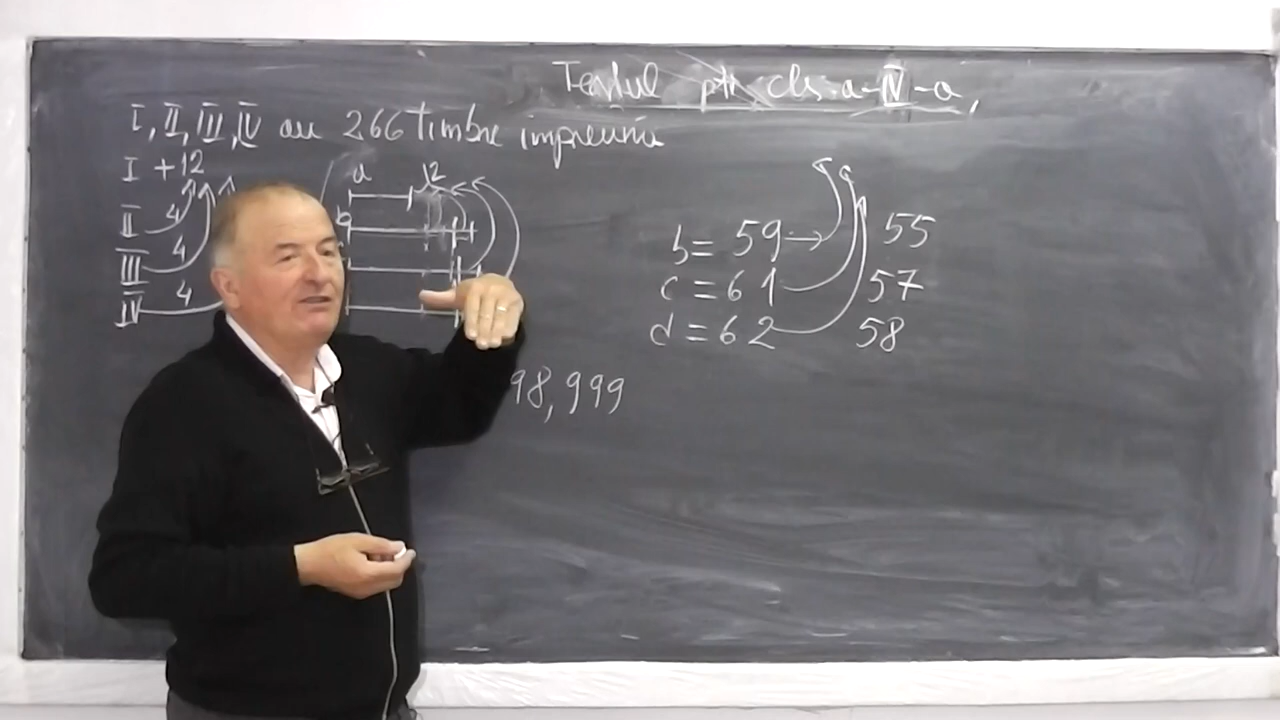 Testul ptr cls. a-IV-a,
I, II, III, IV au 266 timbre împreună
I +12
a 12
II 4
b
III 4
IV 4
b = 59 → 55
c = 61 57
d = 62 58
98, 999